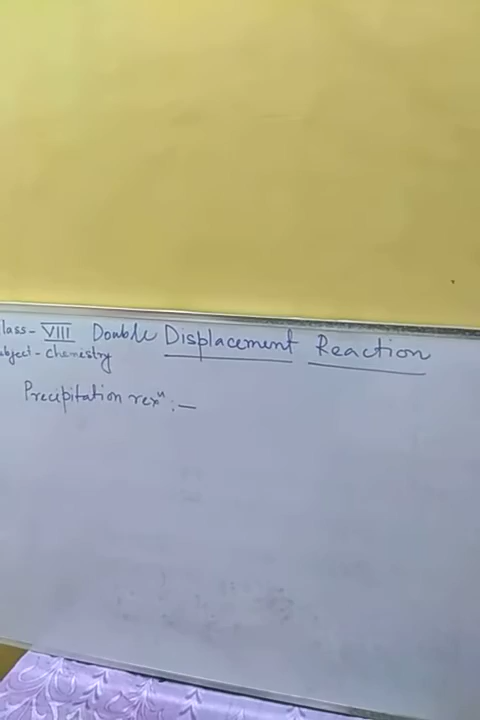 lass - VIII Double Displacement Reaction
bject - Chemistry
Precipitation rexⁿ : —